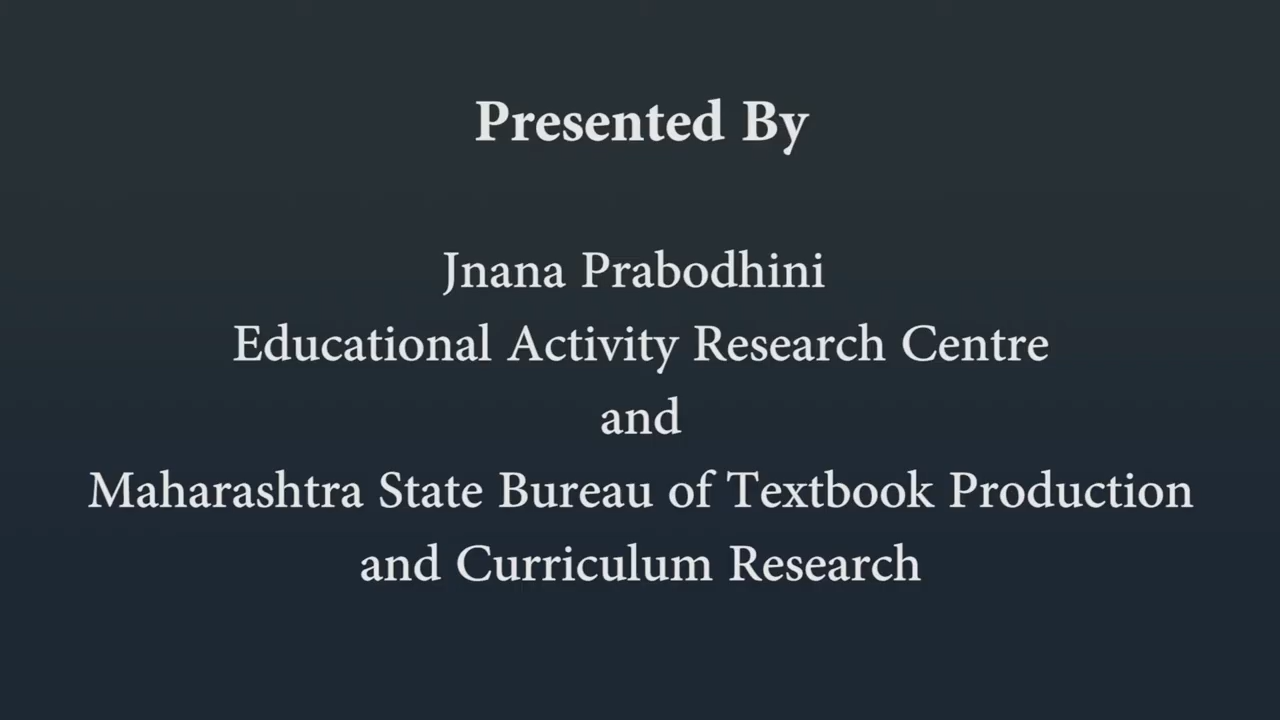 Presented By
Jnana Prabodhini
Educational Activity Research Centre
and
Maharashtra State Bureau of Textbook Production
and Curriculum Research